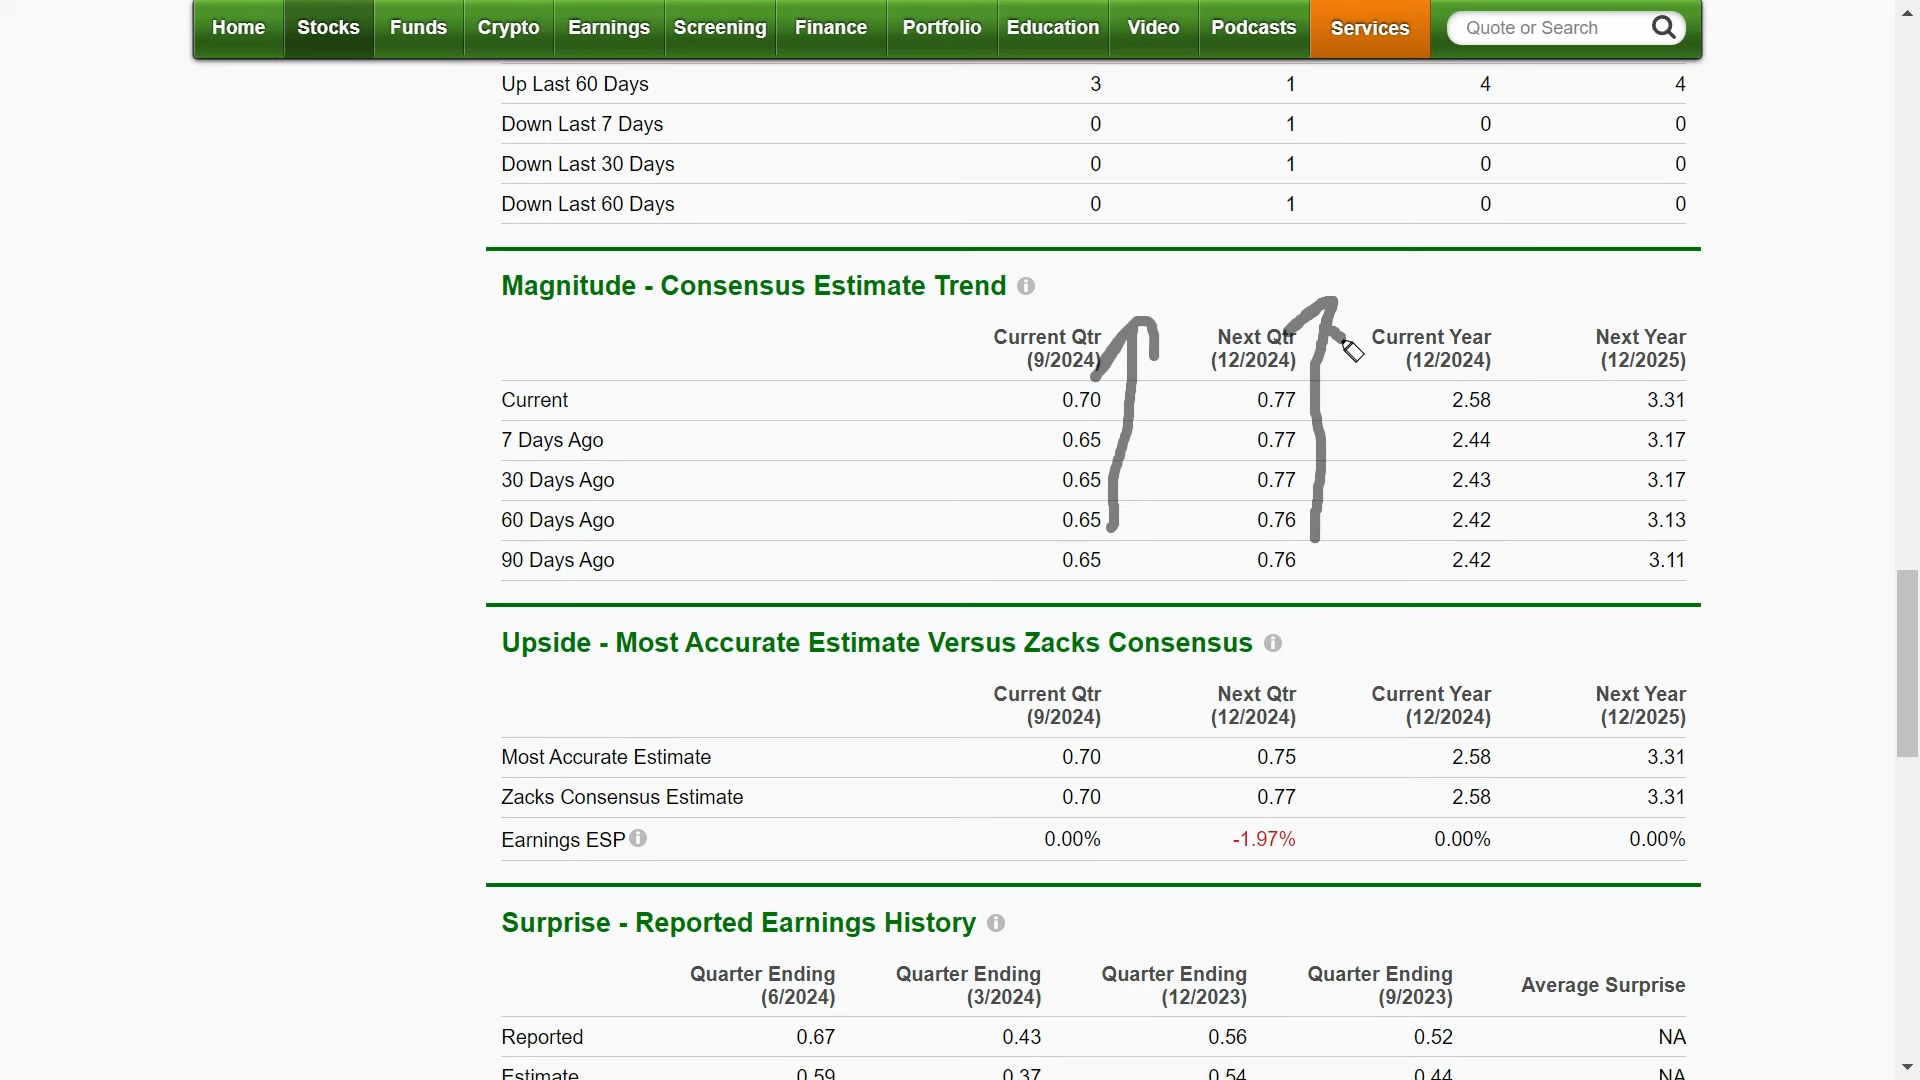 Home Stocks Funds Crypto Earnings Screening Finance Portfolio Education Video Podcasts Services Quote or Search
Up Last 60 Days 3 1 4 4
Down Last 7 Days 0 1 0 0
Down Last 30 Days 0 1 0 0
Down Last 60 Days 0 1 0 0
Magnitude - Consensus Estimate Trend
Current Qtr Next Qtr Current Year Next Year
(9/2024) (12/2024) (12/2024) (12/2025)
Current 0.70 0.77 2.58 3.31
7 Days Ago 0.65 0.77 2.44 3.17
30 Days Ago 0.65 0.77 2.43 3.17
60 Days Ago 0.65 0.76 2.42 3.13
90 Days Ago 0.65 0.76 2.42 3.11
Upside - Most Accurate Estimate Versus Zacks Consensus
Current Qtr Next Qtr Current Year Next Year
(9/2024) (12/2024) (12/2024) (12/2025)
Most Accurate Estimate 0.70 0.75 2.58 3.31
Zacks Consensus Estimate 0.70 0.77 2.58 3.31
Earnings ESP 0.00% -1.97% 0.00% 0.00%
Surprise - Reported Earnings History
Quarter Ending Quarter Ending Quarter Ending Quarter Ending Average Surprise
(6/2024) (3/2024) (12/2023) (9/2023)
Reported 0.67 0.43 0.56 0.52 NA
Estimate 0.59 0.37 0.54 0.44 NA